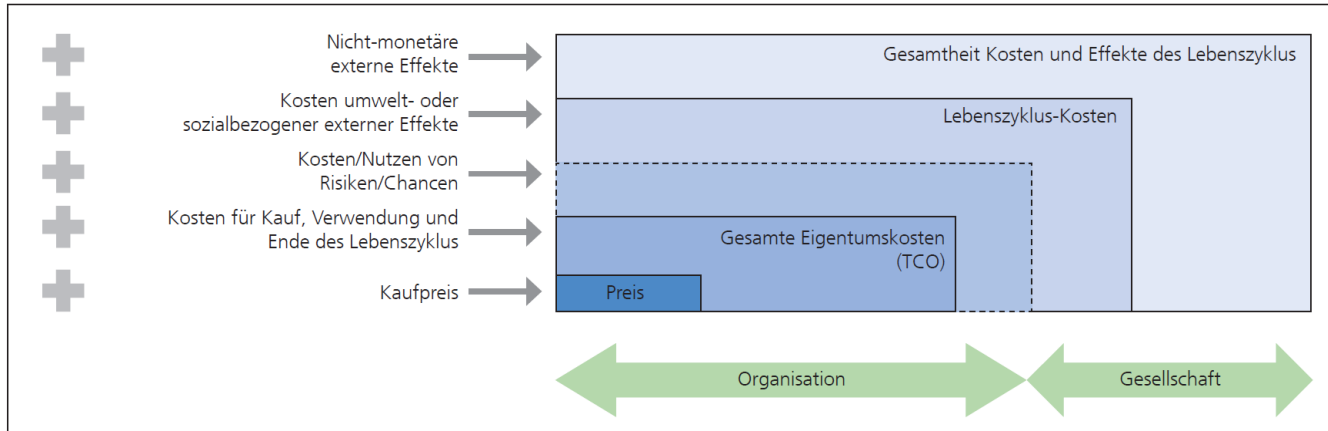 Nicht-monetäre
externe Effekte
Gesamtheit Kosten und Effekte des Lebenszyklus
Kosten umwelt- oder
sozialbezogener externer Effekte
Lebenszyklus-Kosten
Kosten/Nutzen von
Risiken/Chancen
Kosten für Kauf, Verwendung und
Ende des Lebenszyklus
Gesamte Eigentumskosten
(TCO)
Kaufpreis
Preis
Organisation
Gesellschaft